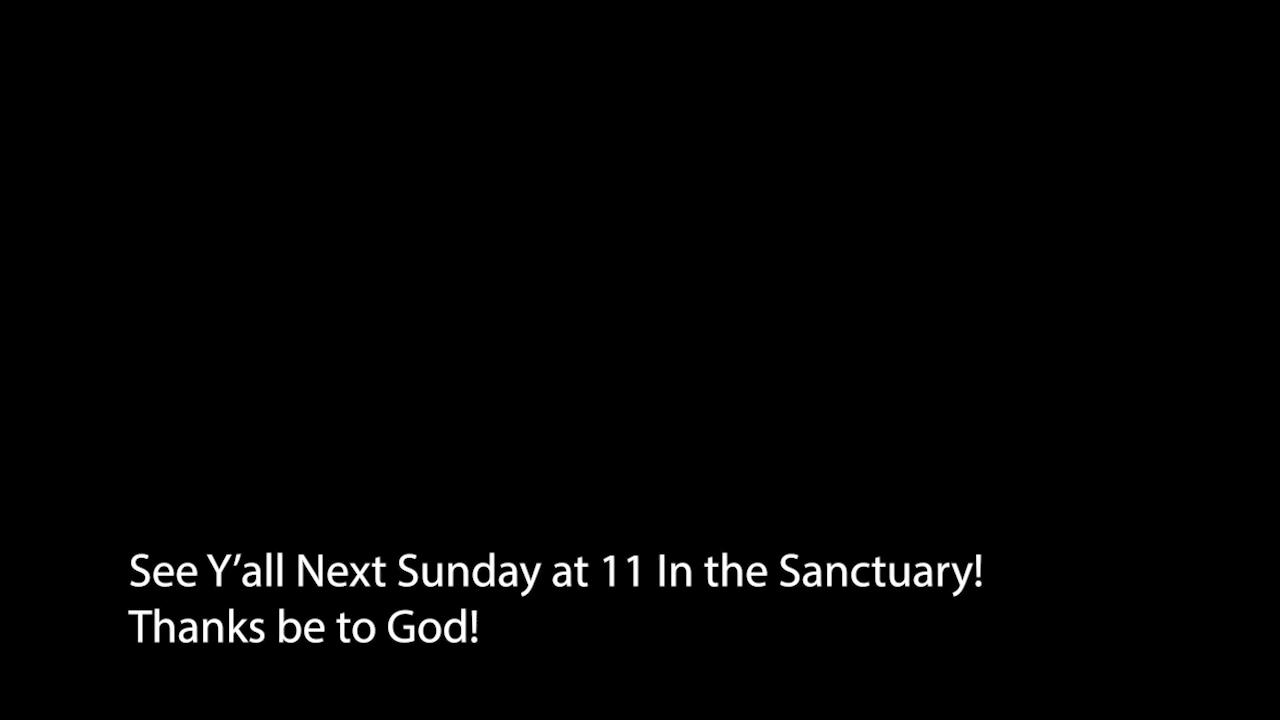 See Y’all Next Sunday at 11 In the Sanctuary!
Thanks be to God!